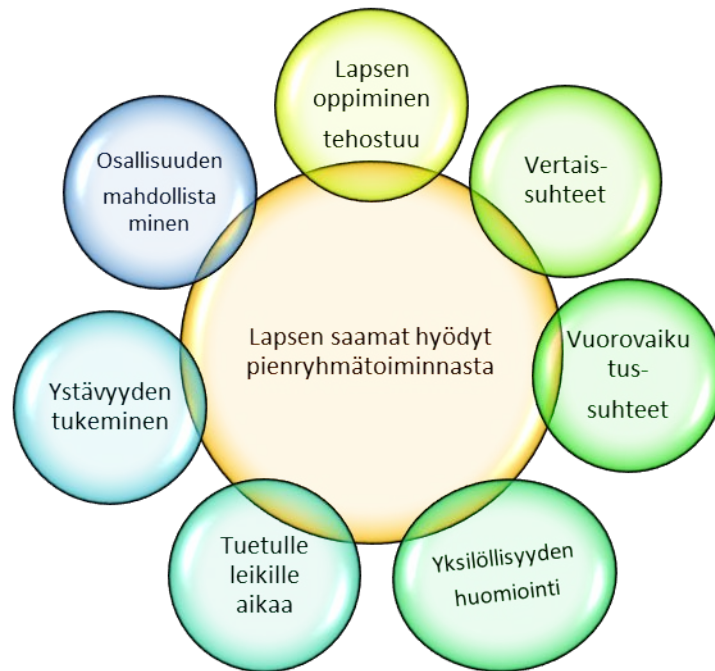 Lapsen
oppiminen
tehostuu
Vertais-
suhteet
Vuorovaiku
tus-
suhteet
Yksilöllisyyden
huomiointi
Tuetulle
leikille
aikaa
Ystävyyden
tukeminen
Osallisuuden
mahdollista
minen
Lapsen saamat hyödyt
pienryhmätoiminnasta